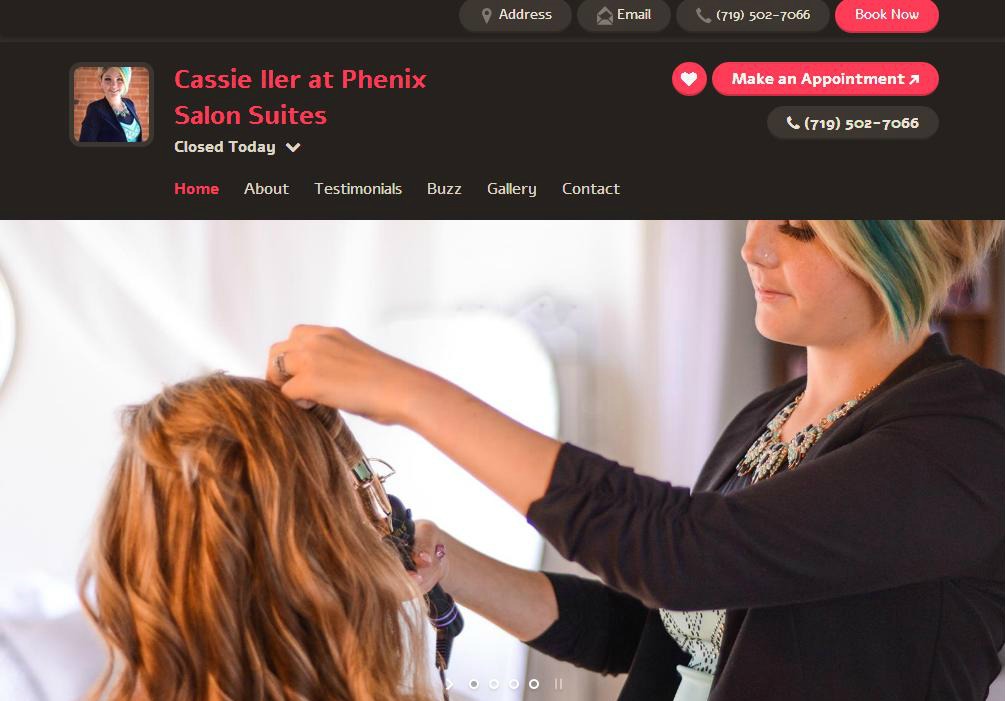 Address Email (719) 502-7066 Book Now
Cassie Iler at Phenix
Salon Suites
Make an Appointment
Closed Today
(719) 502-7066
Home About Testimonials Buzz Gallery Contact